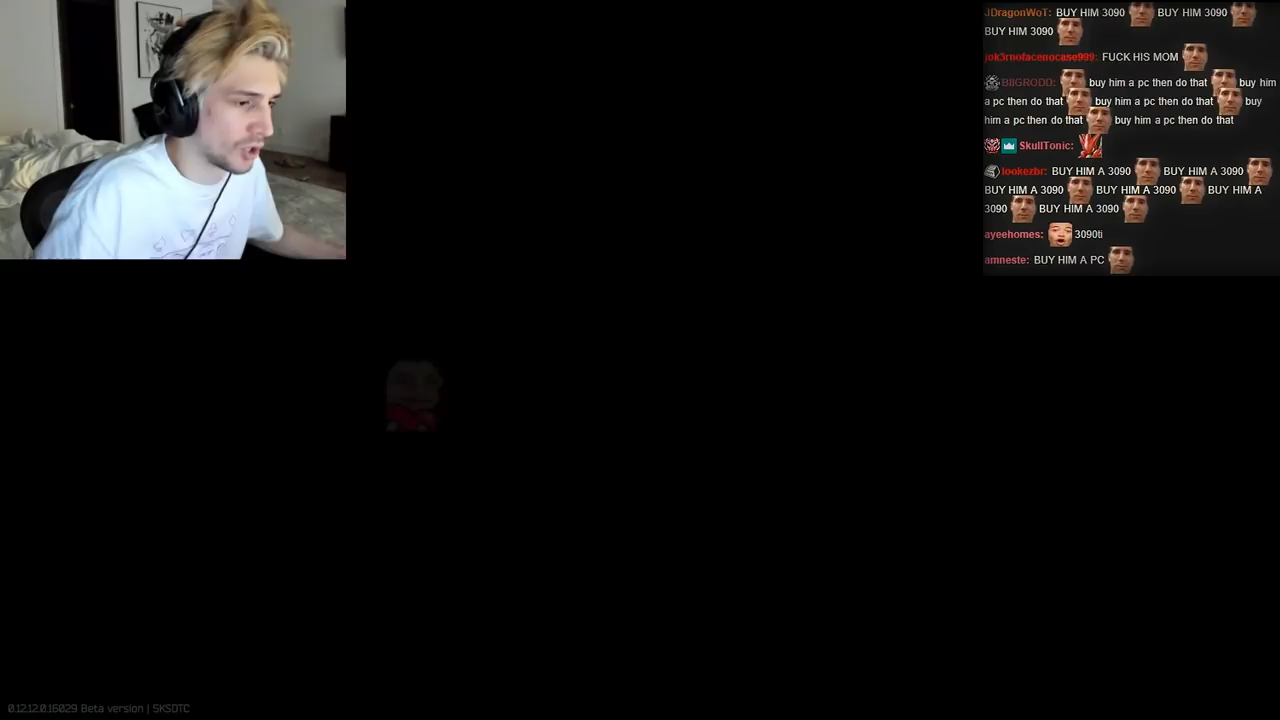 JDragonWoT: BUY HIM 3090 BUY HIM 3090
BUY HIM 3090
jok3rnofacenocase999: FUCK HIS MOM
BIIGRODD: buy him a pc then do that buy him
a pc then do that buy him a pc then do that buy
him a pc then do that buy him a pc then do that
SkullTonic:
lookezbr: BUY HIM A 3090 BUY HIM A 3090
BUY HIM A 3090 BUY HIM A 3090 BUY HIM A
3090 BUY HIM A 3090
ayeehomes: 3090ti
amneste: BUY HIM A PC
0.12.12.0.16029 Beta version | 5KSDTC